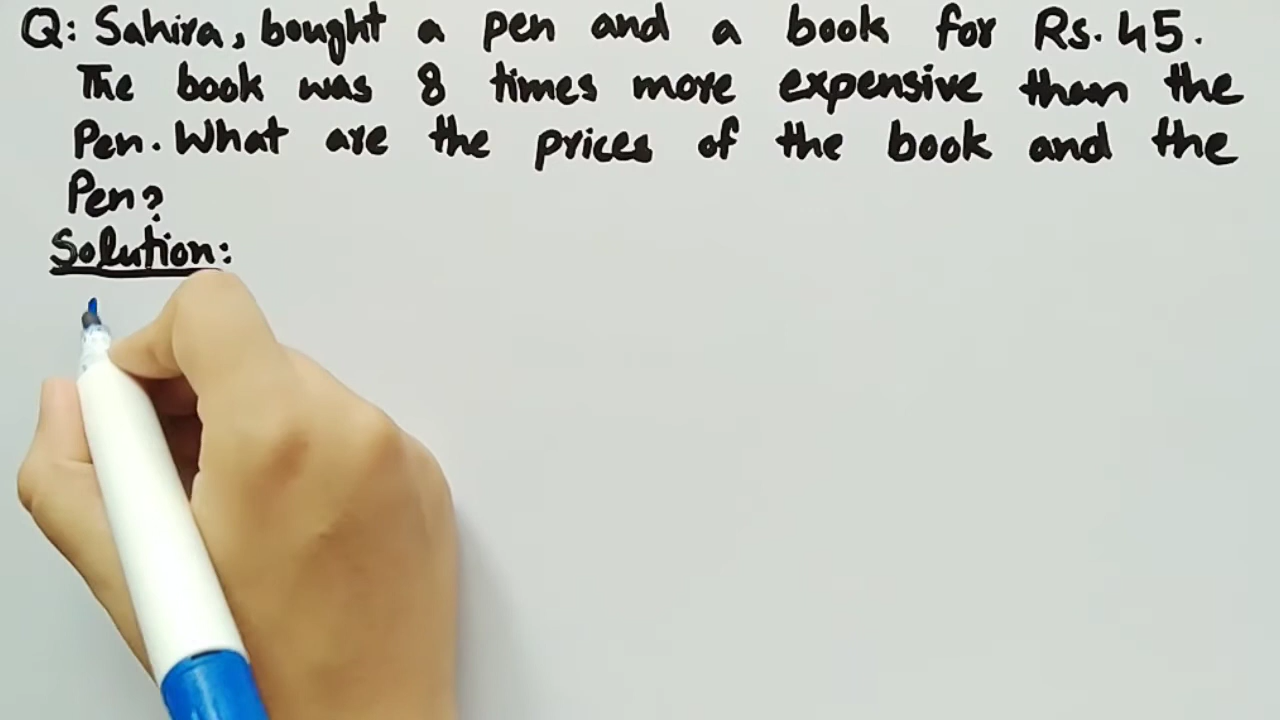 Q: Sahira, bought a pen and a book for Rs. 45.
The book was 8 times more expensive than the
Pen. What are the prices of the book and the
Pen?
Solution: